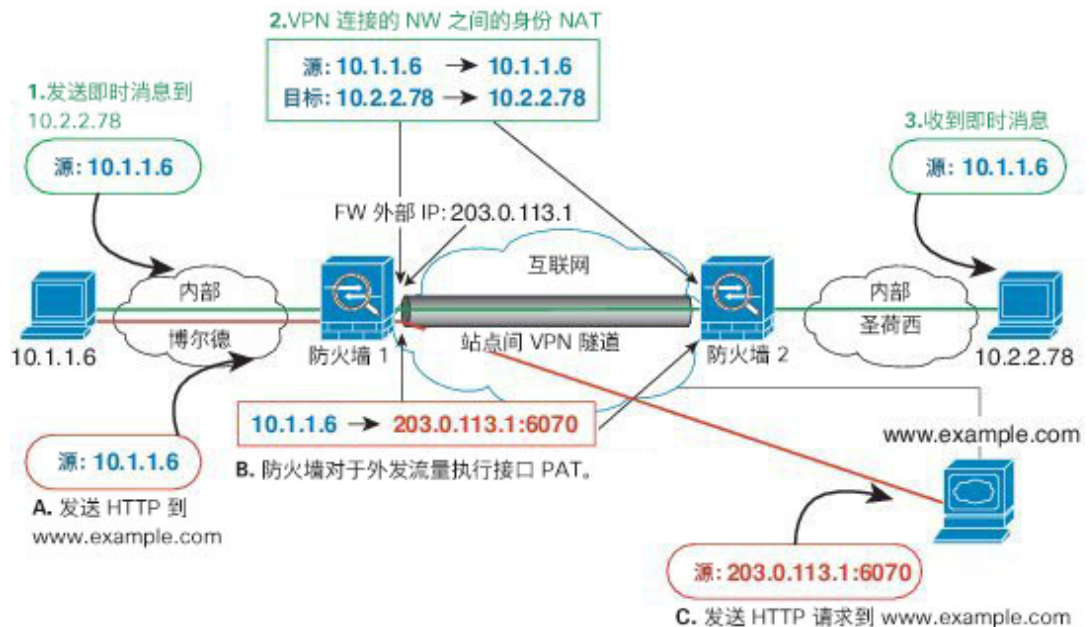 2.VPN 连接的 NW 之间的身份 NAT
源: 10.1.1.6 → 10.1.1.6
目标: 10.2.2.78 → 10.2.2.78
1.发送即时消息到
10.2.2.78
源: 10.1.1.6
3.收到即时消息
源: 10.1.1.6
FW 外部 IP: 203.0.113.1
互联网
内部
博尔德
10.1.1.6
防火墙 1
站点间 VPN 隧道
防火墙 2
内部
圣荷西
10.2.2.78
10.1.1.6 → 203.0.113.1:6070
B. 防火墙对于外发流量执行接口 PAT。
源: 10.1.1.6
A. 发送 HTTP 到
www.example.com
www.example.com
源: 203.0.113.1:6070
C. 发送 HTTP 请求到 www.example.com